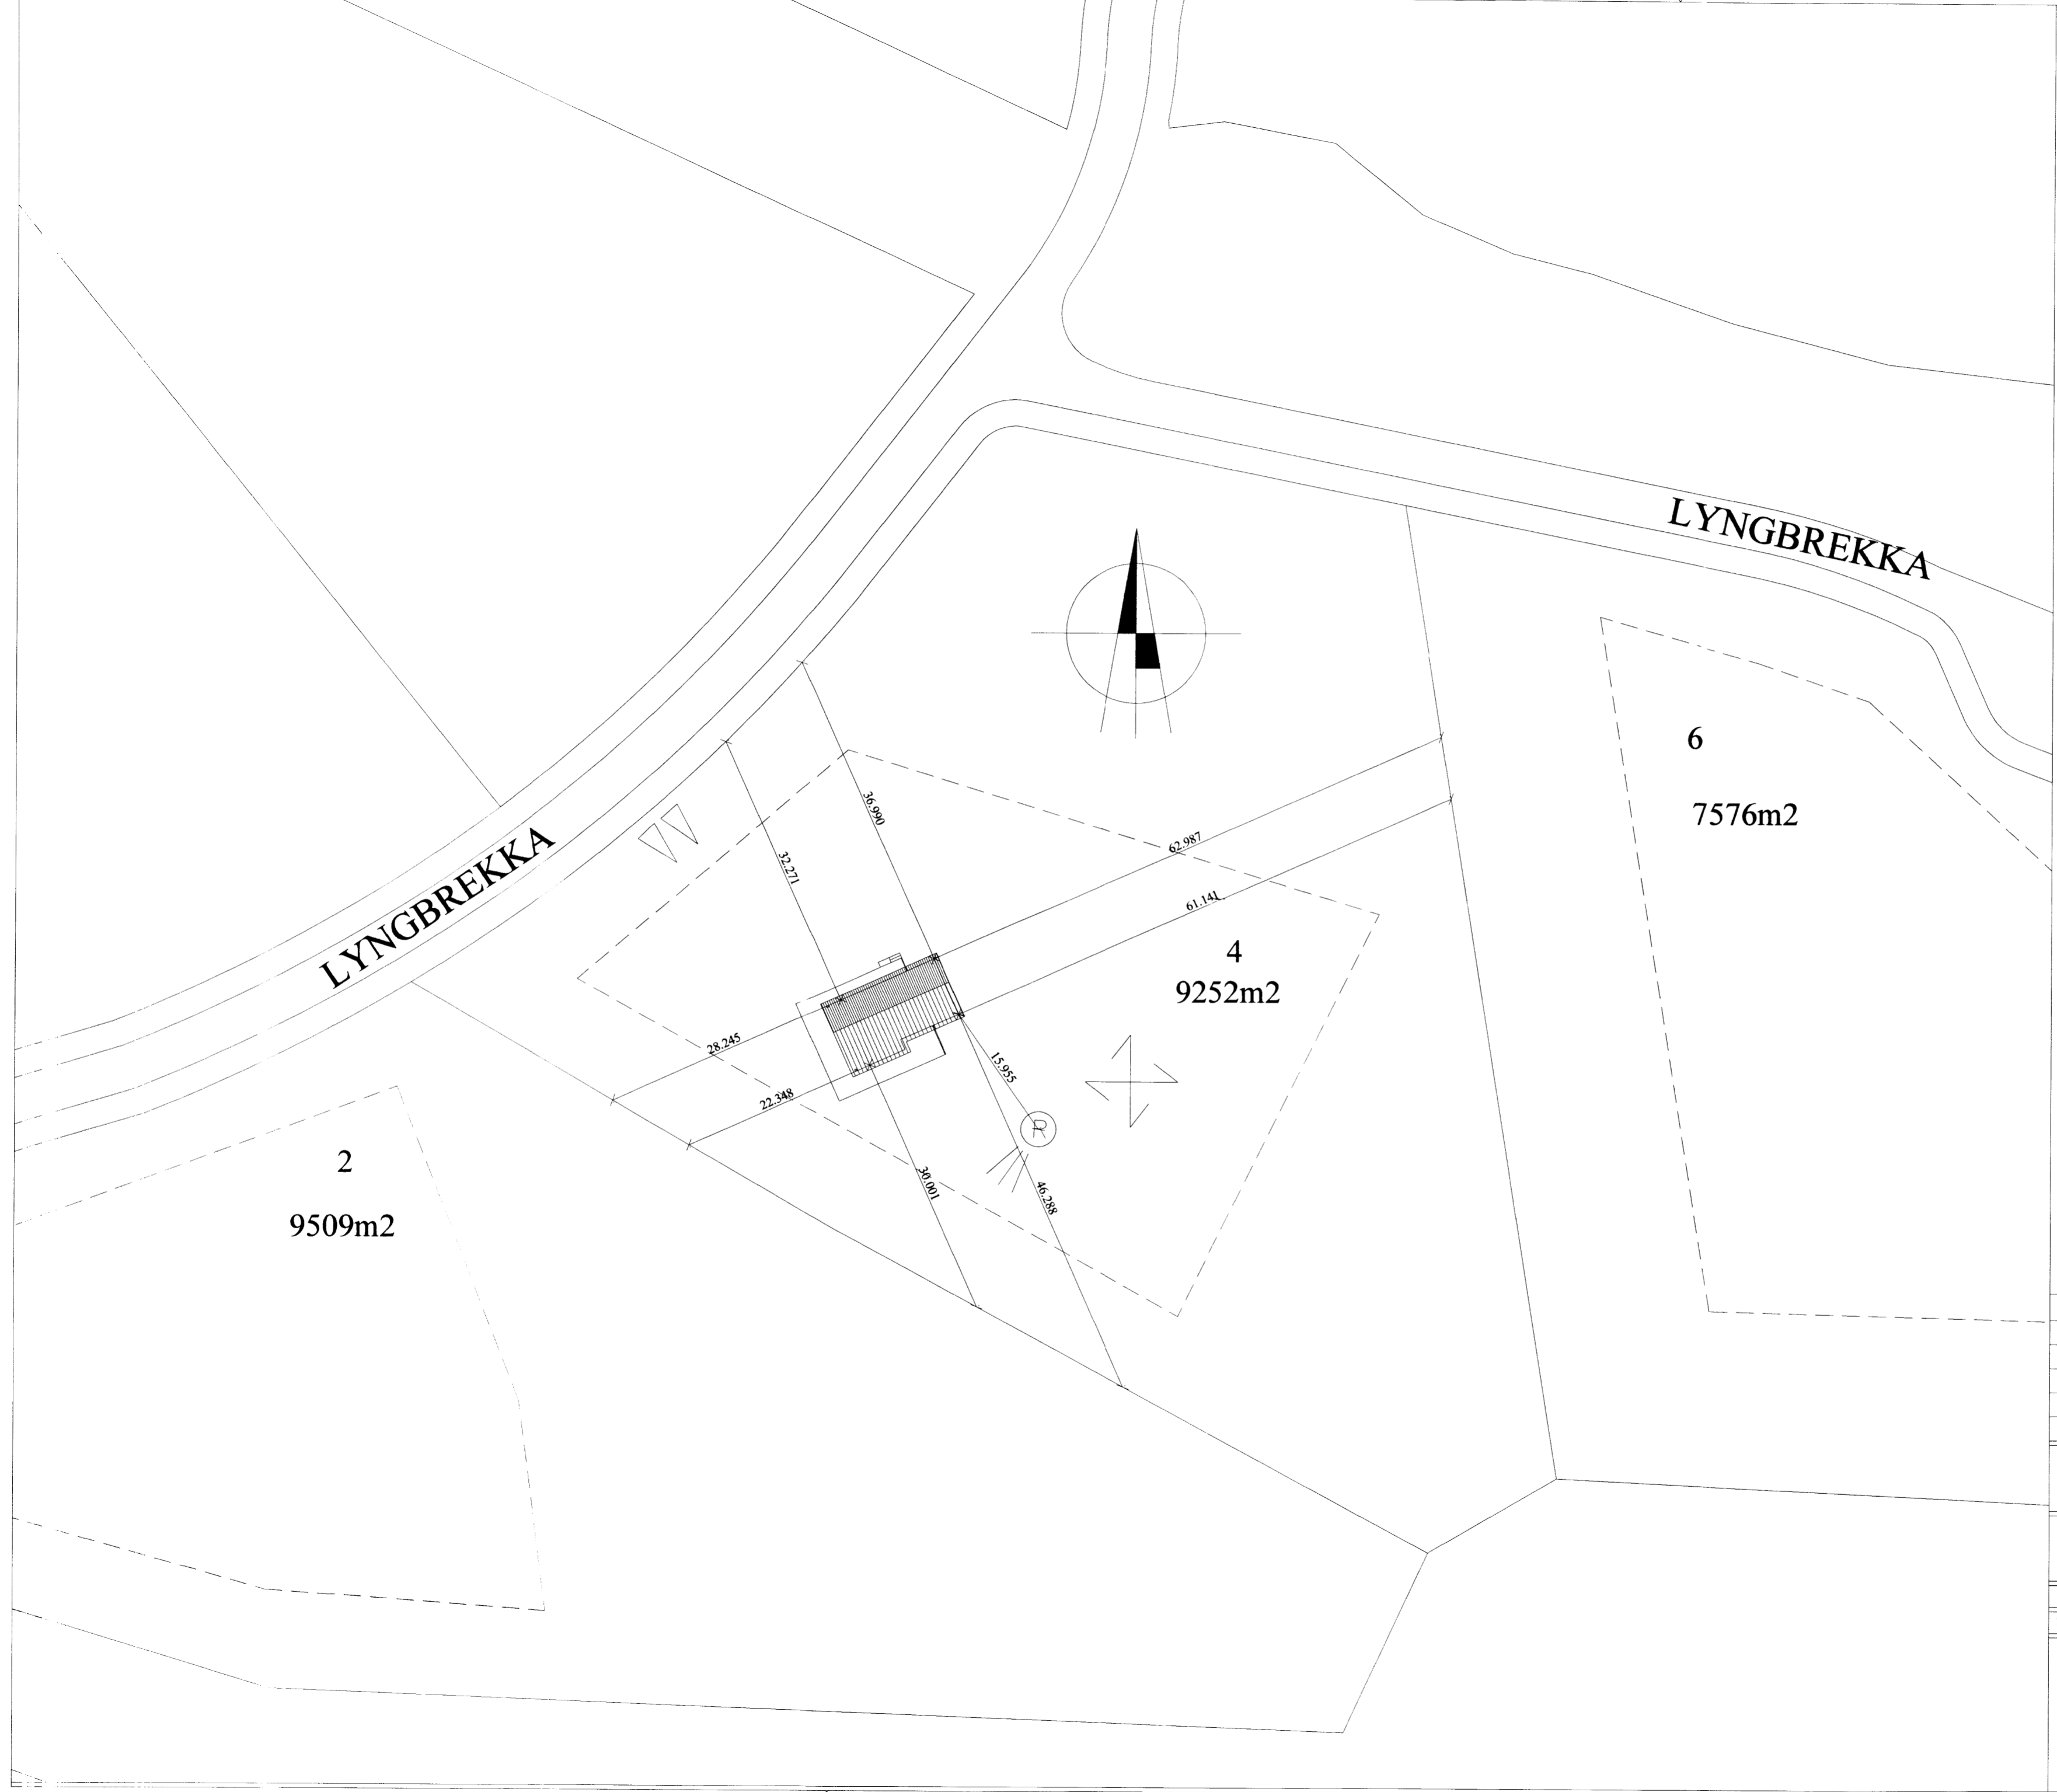 LYNGBREKKA
6
7576m2
36.990
62.987
32.271
LYNGBREKKA
61.141
4
9252m2
28.245
15.955
22.348
R
2
30.001
46.288
9509m2